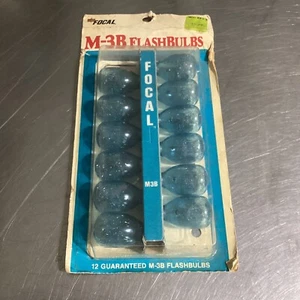 FOCAL
M-3B FLASHBULBS
FOCAL
M3B
12 GUARANTEED M-3B FLASHBULBS